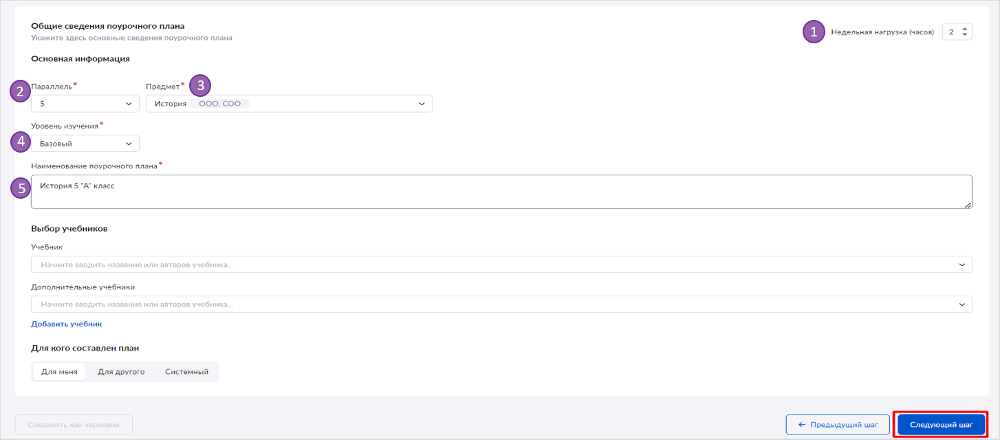 Общие сведения поурочного плана
Укажите здесь основные сведения поурочного плана
1 Недельная нагрузка (часов) 2
Основная информация
2 Параллель* Предмет* 3
5 История ООО, СОО
Уровень изучения*
4 Базовый
Наименование поурочного плана*
5 История 5 "А" класс
Выбор учебников
Учебник
Начните вводить название или авторов учебника...
Дополнительные учебники
Начните вводить название или авторов учебника...
Добавить учебник
Для кого составлен план
Для меня Для другого Системный
Сохранить как черновик ← Предыдущий шаг Следующий шаг